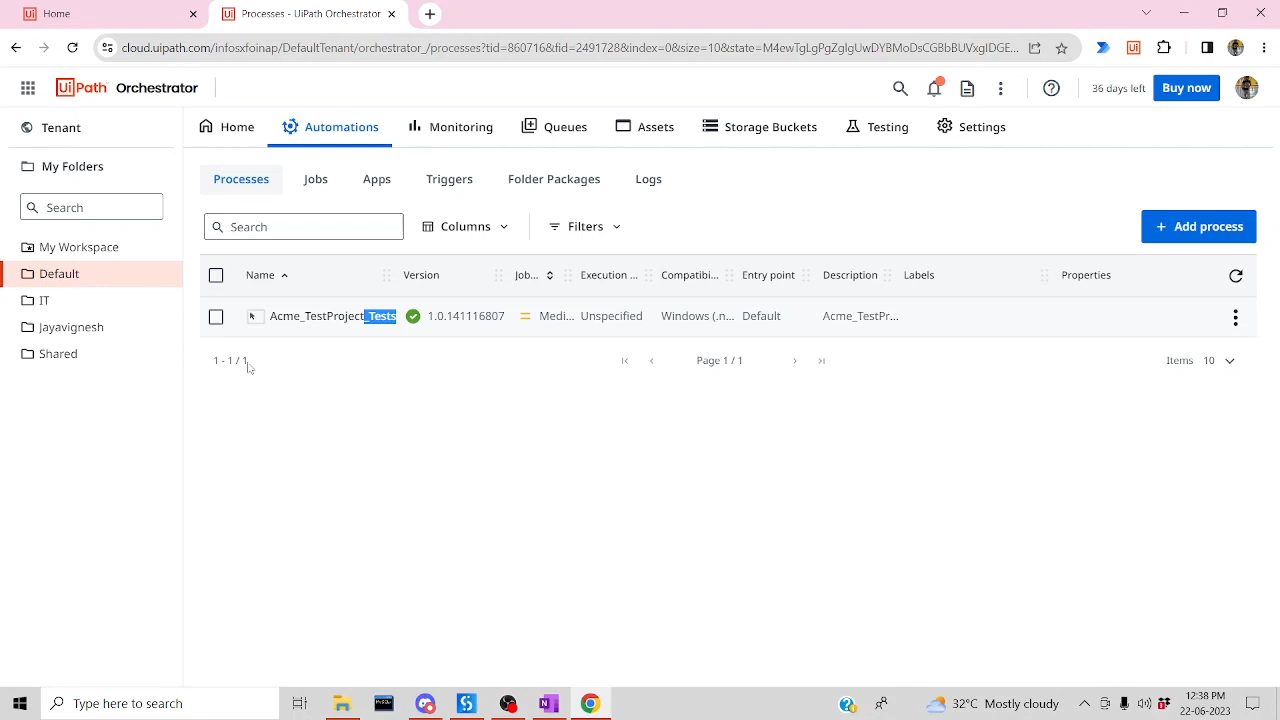 Home
Processes - UiPath Orchestrator
cloud.uipath.com/infosxfoinap/DefaultTenant/orchestrator_/processes?tid=860716&fid=2491728&index=0&size=10&state=
UiPath Orchestrator
36 days left
Buy now
Tenant
Home
Automations
Monitoring
Queues
Assets
Storage Buckets
Testing
Settings
My Folders
Processes
Jobs
Apps
Triggers
Folder Packages
Logs
Search
Search
Columns
Filters
+ Add process
My Workspace
Default
IT
Jayavignesh
Shared
Name
Version
Job...
Execution ...
Compatibi...
Entry point
Description
Labels
Properties
Acme_TestProject_Tests
1.0.141116807
Medi...
Unspecified
Windows (.n...
Default
Acme_TestPr...
1 - 1 / 1
Page 1 / 1
Items 10
Type here to search
32°C Mostly cloudy
12:38 PM
22-06-2023